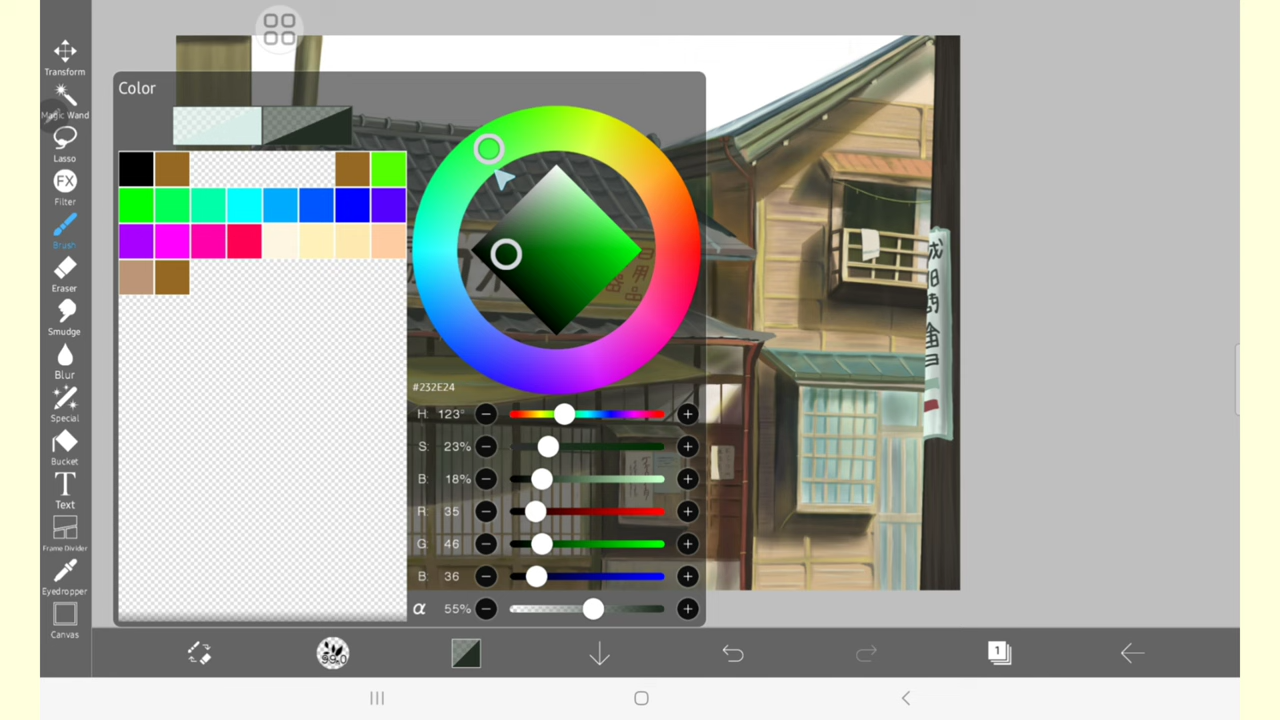 Color
Transform
Magic Wand
Lasso
FX
Filter
Brush
Eraser
Smudge
Blur
Special
Bucket
T
Text
Frame Divider
Eyedropper
Canvas
#232E24
H: 123°
S: 23%
B: 18%
R: 35
G: 46
B: 36
α 55%
59.0
1